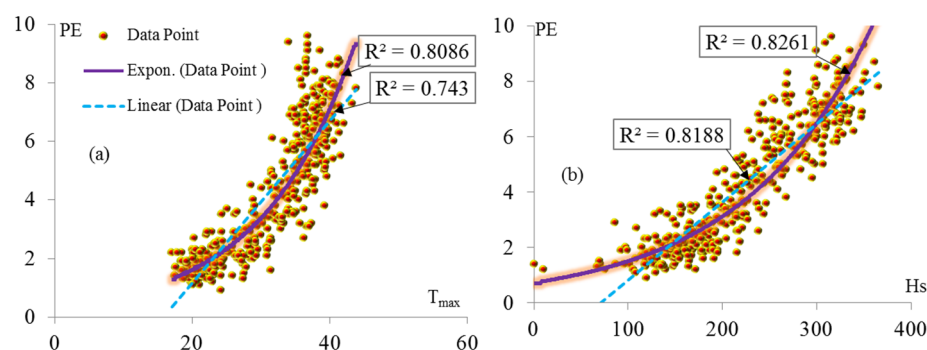 10
PE
Data Point
Expon. (Data Point )
Linear (Data Point )
R² = 0.8086
R² = 0.743
8
6
(a)
4
2
T_max
0
0
20
40
60
10
PE
R² = 0.8261
8
6
R² = 0.8188
(b)
4
2
0
Hs
0
100
200
300
400